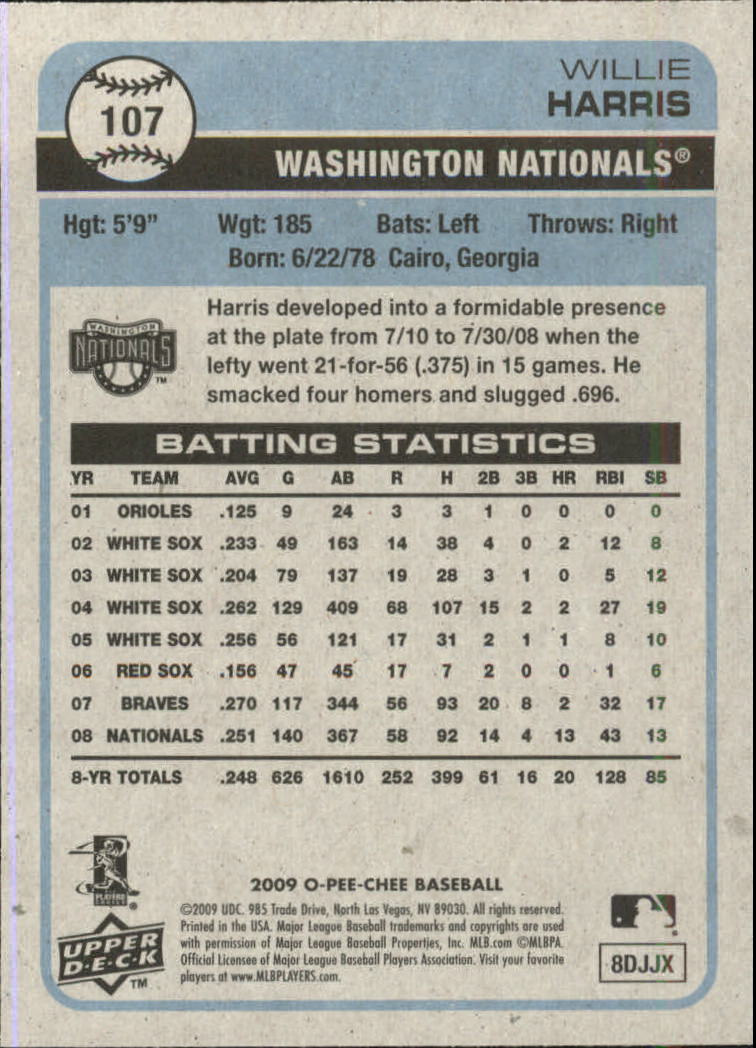 107
WILLIE
HARRIS
WASHINGTON NATIONALS®
Hgt: 5'9" Wgt: 185 Bats: Left Throws: Right
Born: 6/22/78 Cairo, Georgia
WASHINGTON
NATIONALS
TM
Harris developed into a formidable presence
at the plate from 7/10 to 7/30/08 when the
lefty went 21-for-56 (.375) in 15 games. He
smacked four homers and slugged .696.
BATTING STATISTICS
YR TEAM AVG G AB R H 2B 3B HR RBI SB
01 ORIOLES .125 9 24 3 3 1 0 0 0 0
02 WHITE SOX .233 49 163 14 38 4 0 2 12 8
03 WHITE SOX .204 79 137 19 28 3 1 0 5 12
04 WHITE SOX .262 129 409 68 107 15 2 2 27 19
05 WHITE SOX .256 56 121 17 31 2 1 1 8 10
06 RED SOX .156 47 45 17 7 2 0 0 1 6
07 BRAVES .270 117 344 56 93 20 8 2 32 17
08 NATIONALS .251 140 367 58 92 14 4 13 43 13
8-YR TOTALS .248 626 1610 252 399 61 16 20 128 85
PLAYERS
CHOICE
®
2009 O-PEE-CHEE BASEBALL
©2009 UDC. 985 Trade Drive, North Las Vegas, NV 89030. All rights reserved.
Printed in the USA. Major League Baseball trademarks and copyrights are used
with permission of Major League Baseball Properties, Inc. MLB.com ©MLBPA.
Official Licensee of Major League Baseball Players Association. Visit your favorite
players at www.MLBPLAYERS.com.
UPPER
D·E·C·K
TM
®
8DJJX